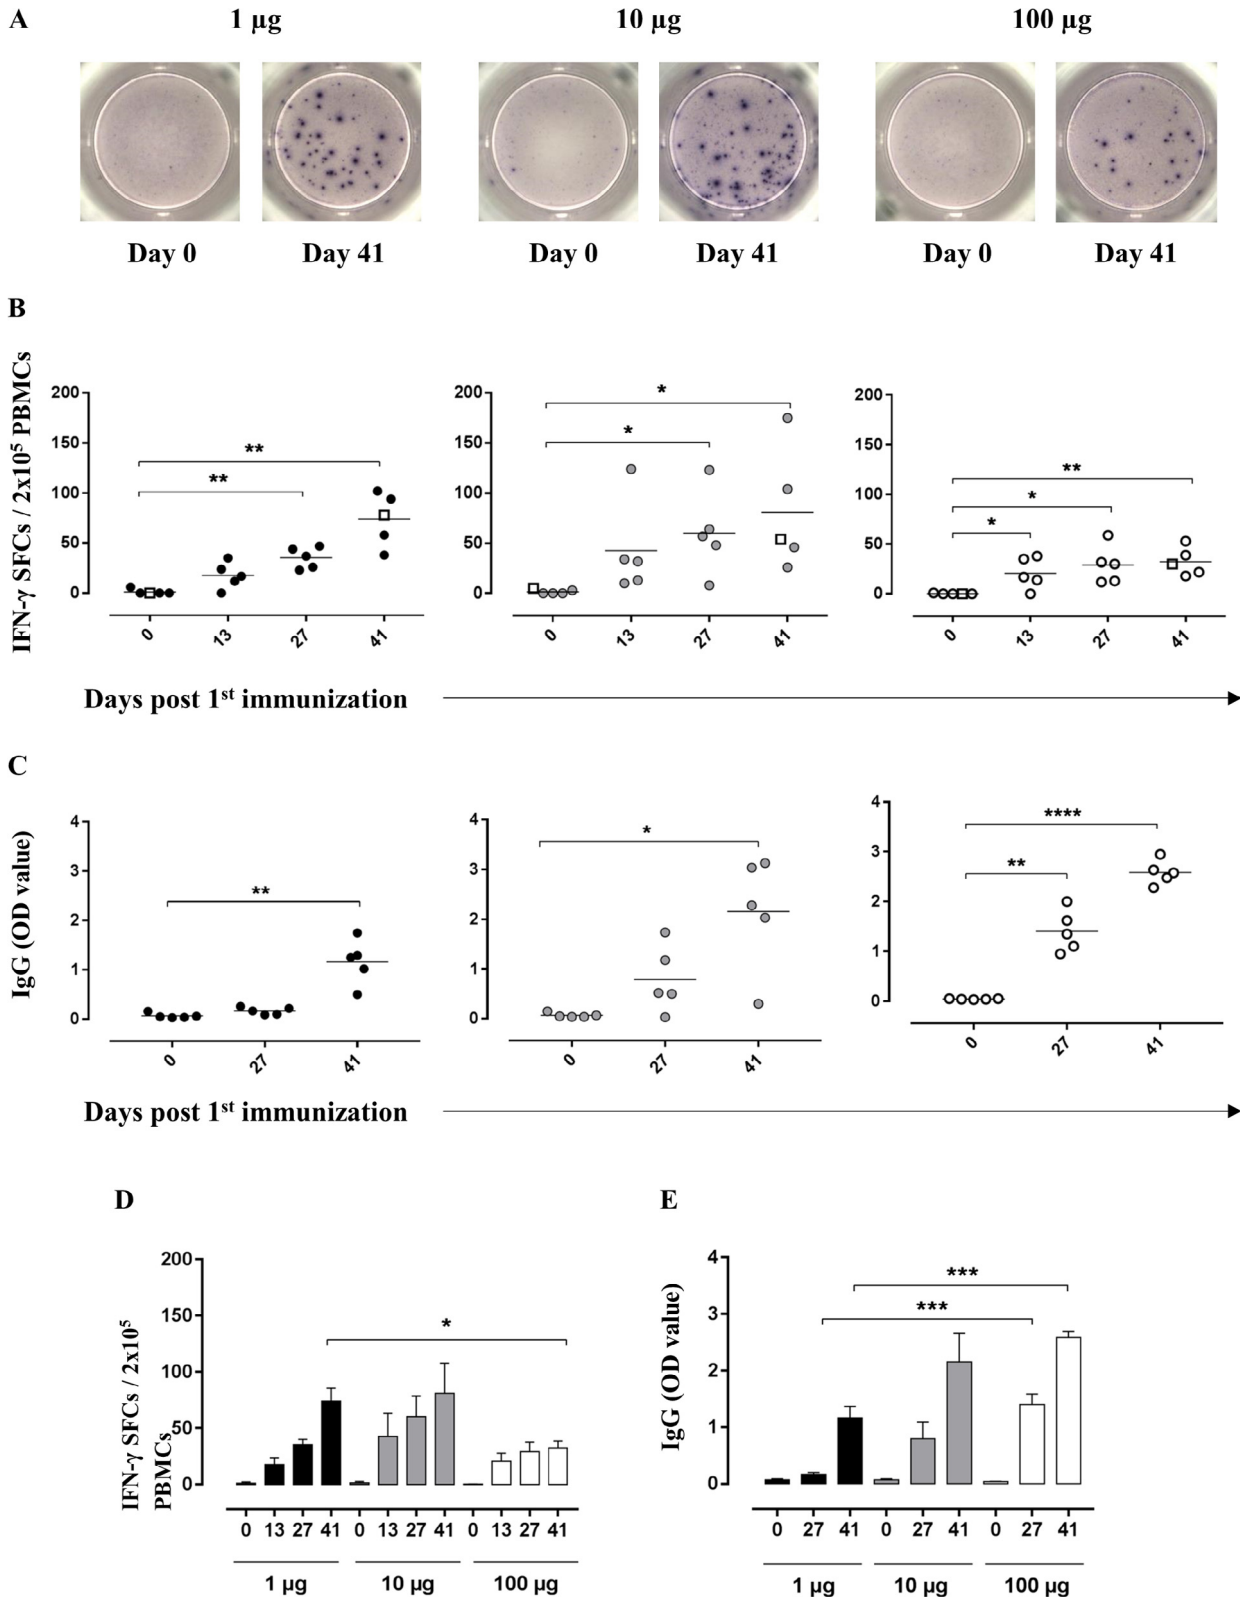 A
1 µg 10 µg 100 µg
Day 0 Day 41 Day 0 Day 41 Day 0 Day 41
B
IFN-γ SFCs / 2x10⁵ PBMCs
200 200 200
150 150 150
100 100 100
50 50 50
0 0 0
** ** * * ** * *
0 13 27 41 0 13 27 41 0 13 27 41
Days post 1ˢᵗ immunization
C
IgG (OD value)
4 4 4
3 3 3
2 2 2
1 1 1
0 0 0
** * **** **
0 27 41 0 27 41 0 27 41
Days post 1ˢᵗ immunization
D
IFN-γ SFCs / 2x10⁵
PBMCs
200
150
100
50
0
*
0 13 27 41 0 13 27 41 0 13 27 41
1 µg 10 µg 100 µg
E
IgG (OD value)
4
3
2
1
0
***
***
0 27 41 0 27 41 0 27 41
1 µg 10 µg 100 µg